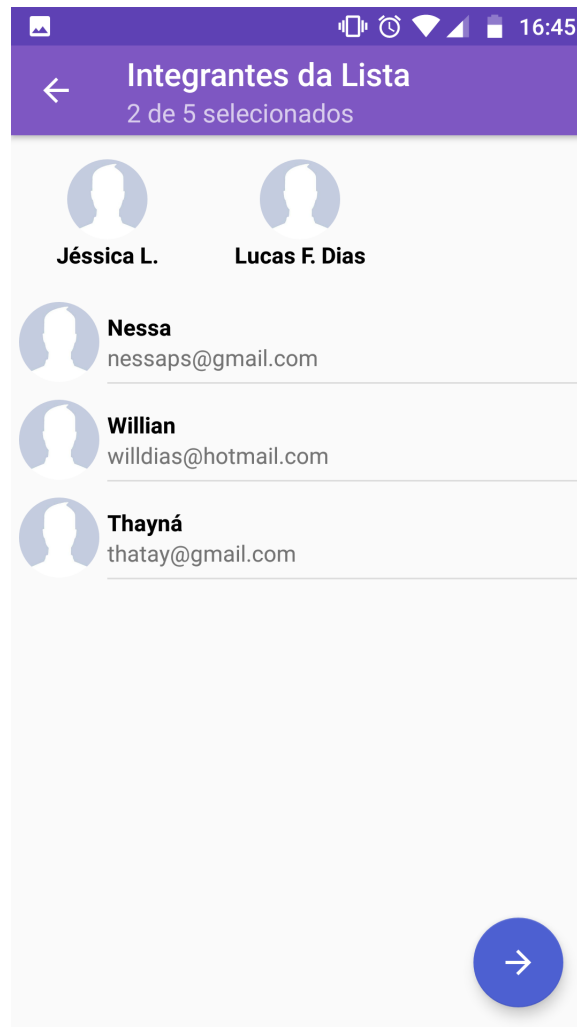 16:45
Integrantes da Lista
2 de 5 selecionados
Jéssica L.
Lucas F. Dias
Nessa
nessaps@gmail.com
Willian
willdias@hotmail.com
Thayná
thatay@gmail.com